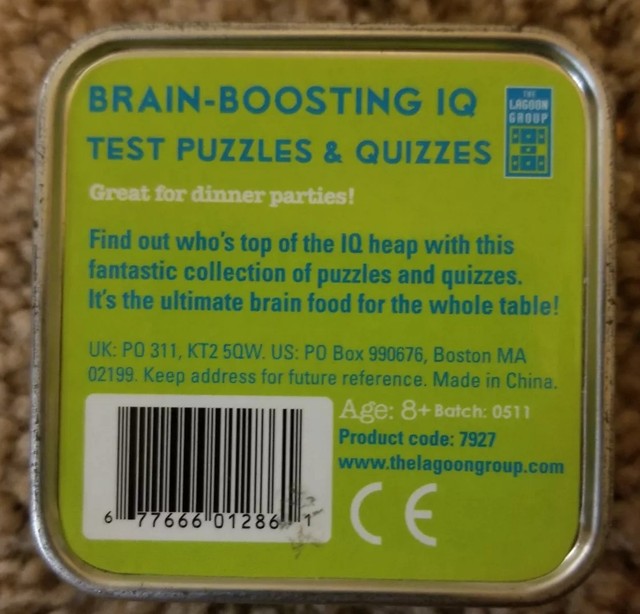 BRAIN-BOOSTING IQ
TEST PUZZLES & QUIZZES
THE
LAGOON
GROUP
Great for dinner parties!
Find out who's top of the IQ heap with this
fantastic collection of puzzles and quizzes.
It's the ultimate brain food for the whole table!
UK: PO 311, KT2 5QW. US: PO Box 990676, Boston MA
02199. Keep address for future reference. Made in China.
Age: 8+ Batch: 0511
Product code: 7927
www.thelagoongroup.com
CE
6 77666 01286 1